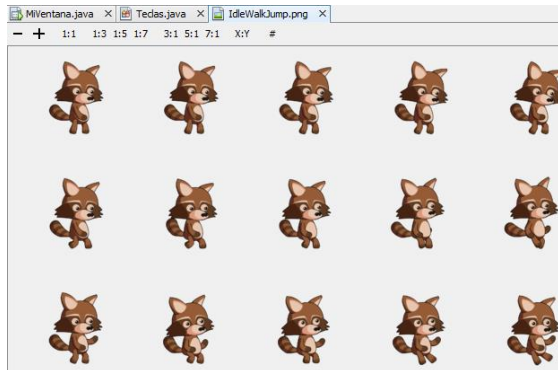 MiVentana.java X Teclas.java X IdleWalkJump.png X
− + 1:1 1:3 1:5 1:7 3:1 5:1 7:1 X:Y #